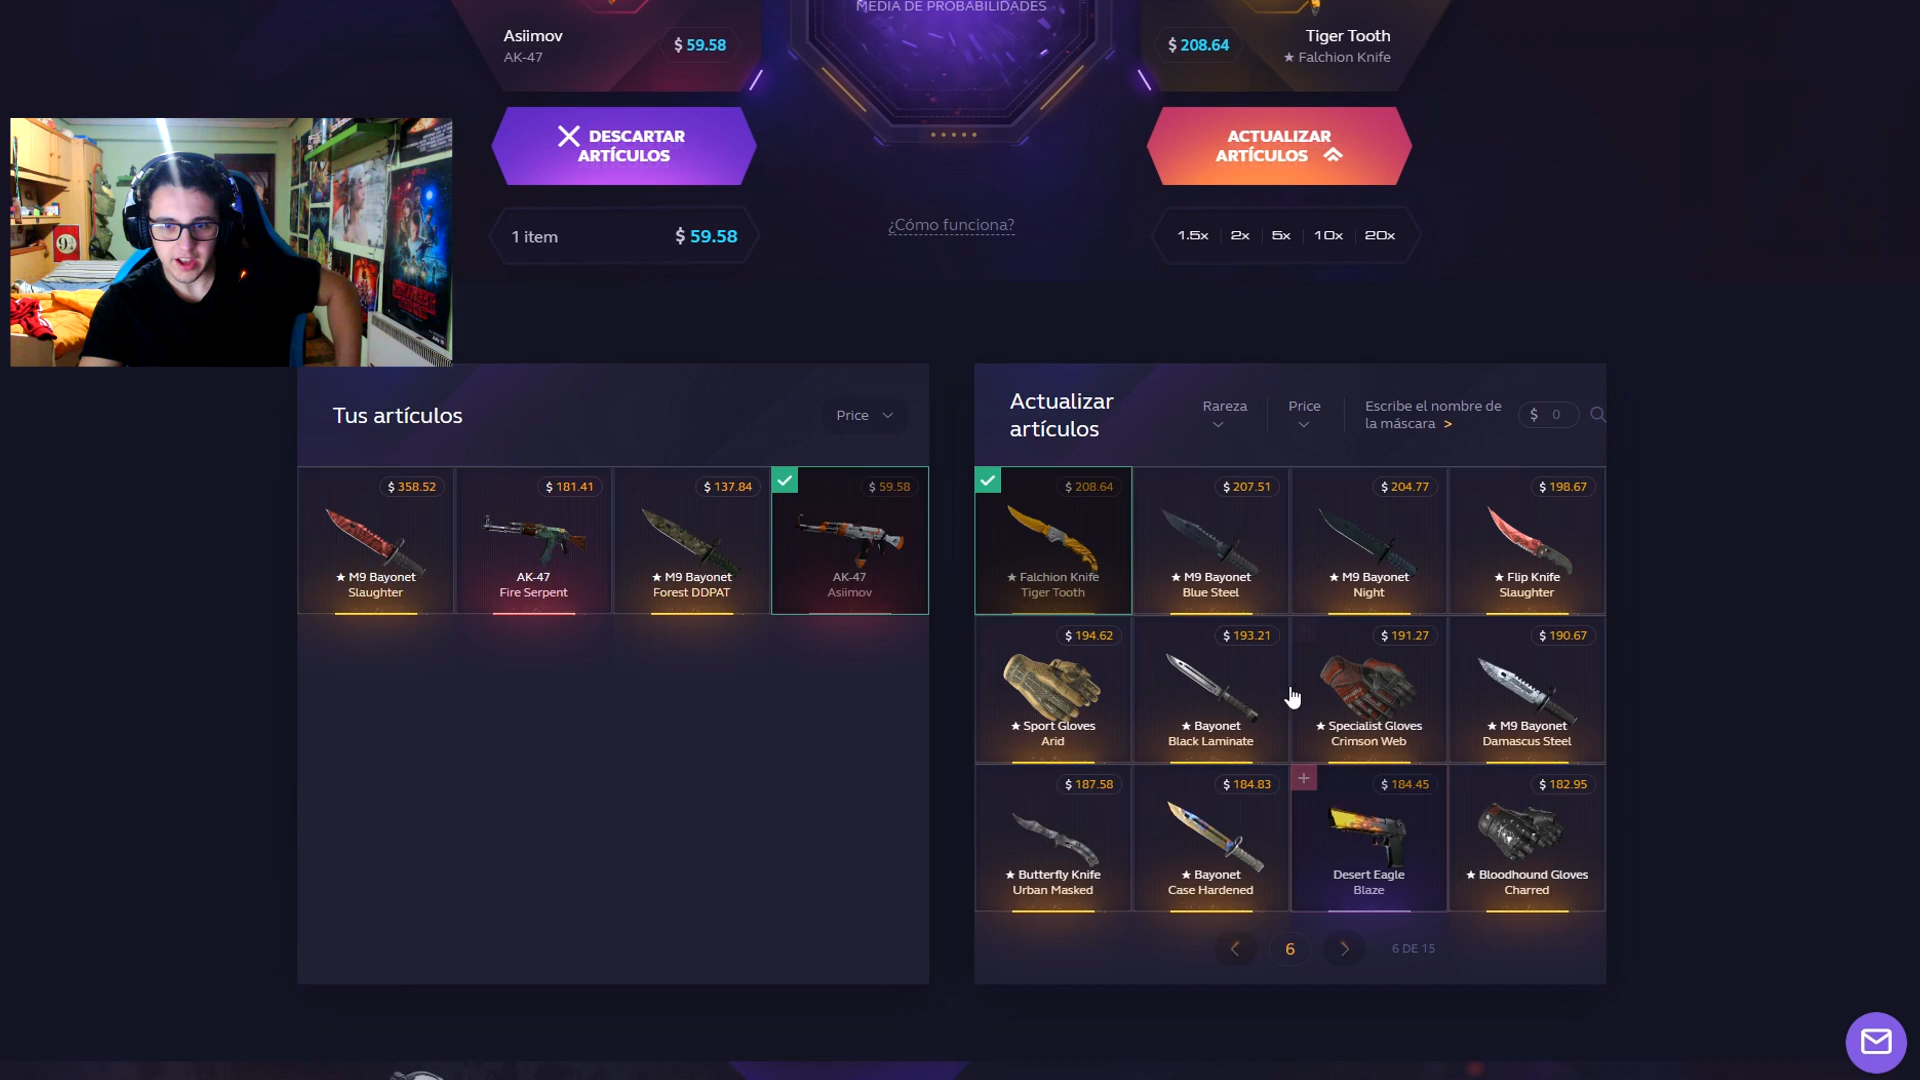 MEDIA DE PROBABILIDADES
Asiimov
AK-47
$ 59.58
$ 208.64
Tiger Tooth
★ Falchion Knife
DESCARTAR
ARTÍCULOS
ACTUALIZAR
ARTÍCULOS
1 item
$ 59.58
¿Cómo funciona?
1.5x 2x 5x 10x 20x
Tus artículos
Price
Actualizar
artículos
Rareza
Price
Escribe el nombre de
la máscara >
$ 0
$ 358.52
★ M9 Bayonet
Slaughter
$ 181.41
AK-47
Fire Serpent
$ 137.84
★ M9 Bayonet
Forest DDPAT
$ 59.58
AK-47
Asiimov
$ 208.64
★ Falchion Knife
Tiger Tooth
$ 207.51
★ M9 Bayonet
Blue Steel
$ 204.77
★ M9 Bayonet
Night
$ 198.67
★ Flip Knife
Slaughter
$ 194.62
★ Sport Gloves
Arid
$ 193.21
★ Bayonet
Black Laminate
$ 191.27
★ Specialist Gloves
Crimson Web
$ 190.67
★ M9 Bayonet
Damascus Steel
$ 187.58
★ Butterfly Knife
Urban Masked
$ 184.83
★ Bayonet
Case Hardened
$ 184.45
Desert Eagle
Blaze
$ 182.95
★ Bloodhound Gloves
Charred
6
6 DE 15